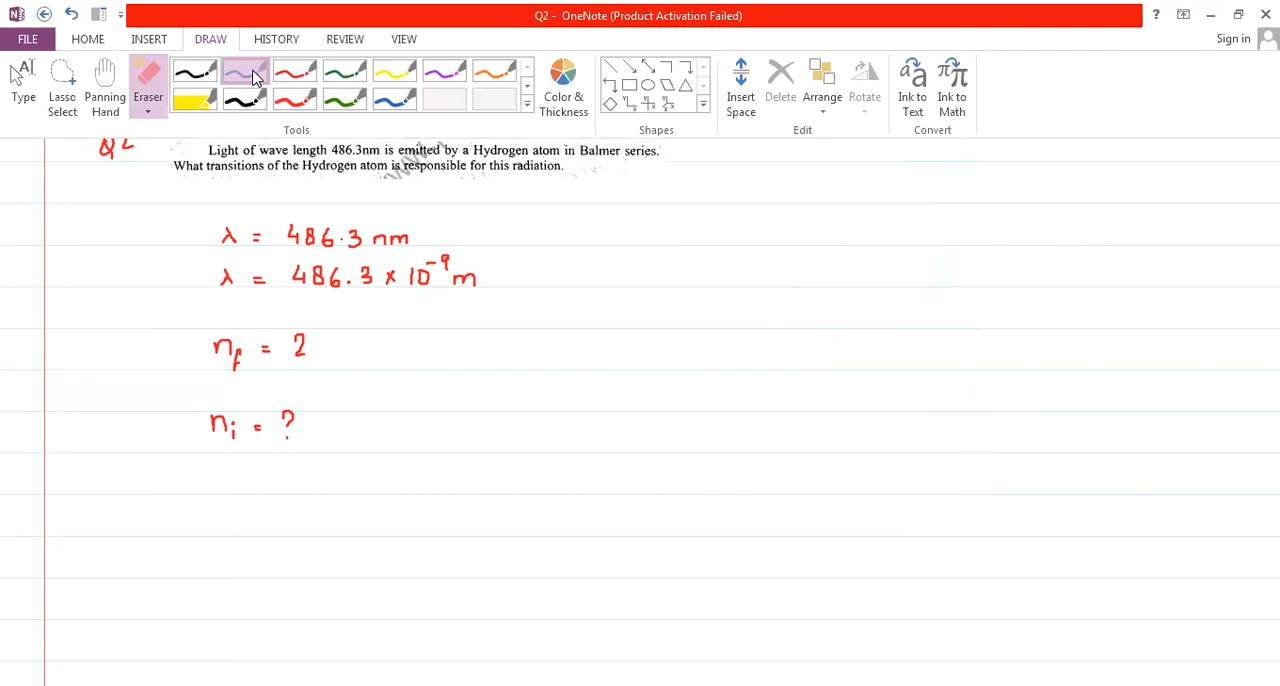 Q2 - OneNote (Product Activation Failed)
?
FILE HOME INSERT DRAW HISTORY REVIEW VIEW
Sign in
Type
Lasso Select
Panning Hand
Eraser
Color & Thickness
Insert Space
Delete
Arrange
Rotate
Ink to Text
Ink to Math
Tools Shapes Edit Convert
Q2
Light of wave length 486.3nm is emitted by a Hydrogen atom in Balmer series.
What transitions of the Hydrogen atom is responsible for this radiation.
www
λ = 486.3 nm
λ = 486.3 × 10⁻⁹ m
n_f = 2
n_i = ?